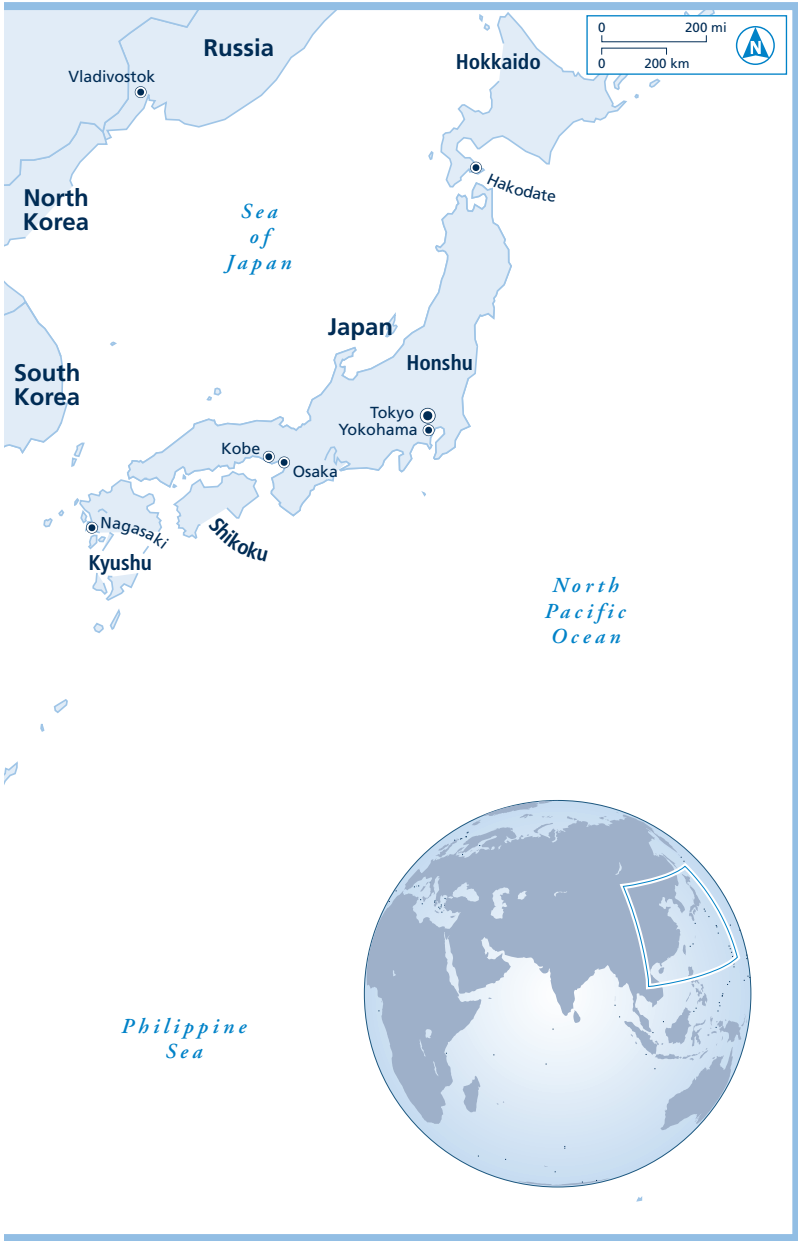 Russia
0 200 mi
0 200 km
N
Hokkaido
Vladivostok
Hakodate
North
Korea
Sea
of
Japan
Japan
Honshu
South
Korea
Tokyo
Yokohama
Kobe
Osaka
Nagasaki
Shikoku
Kyushu
North
Pacific
Ocean
Philippine
Sea